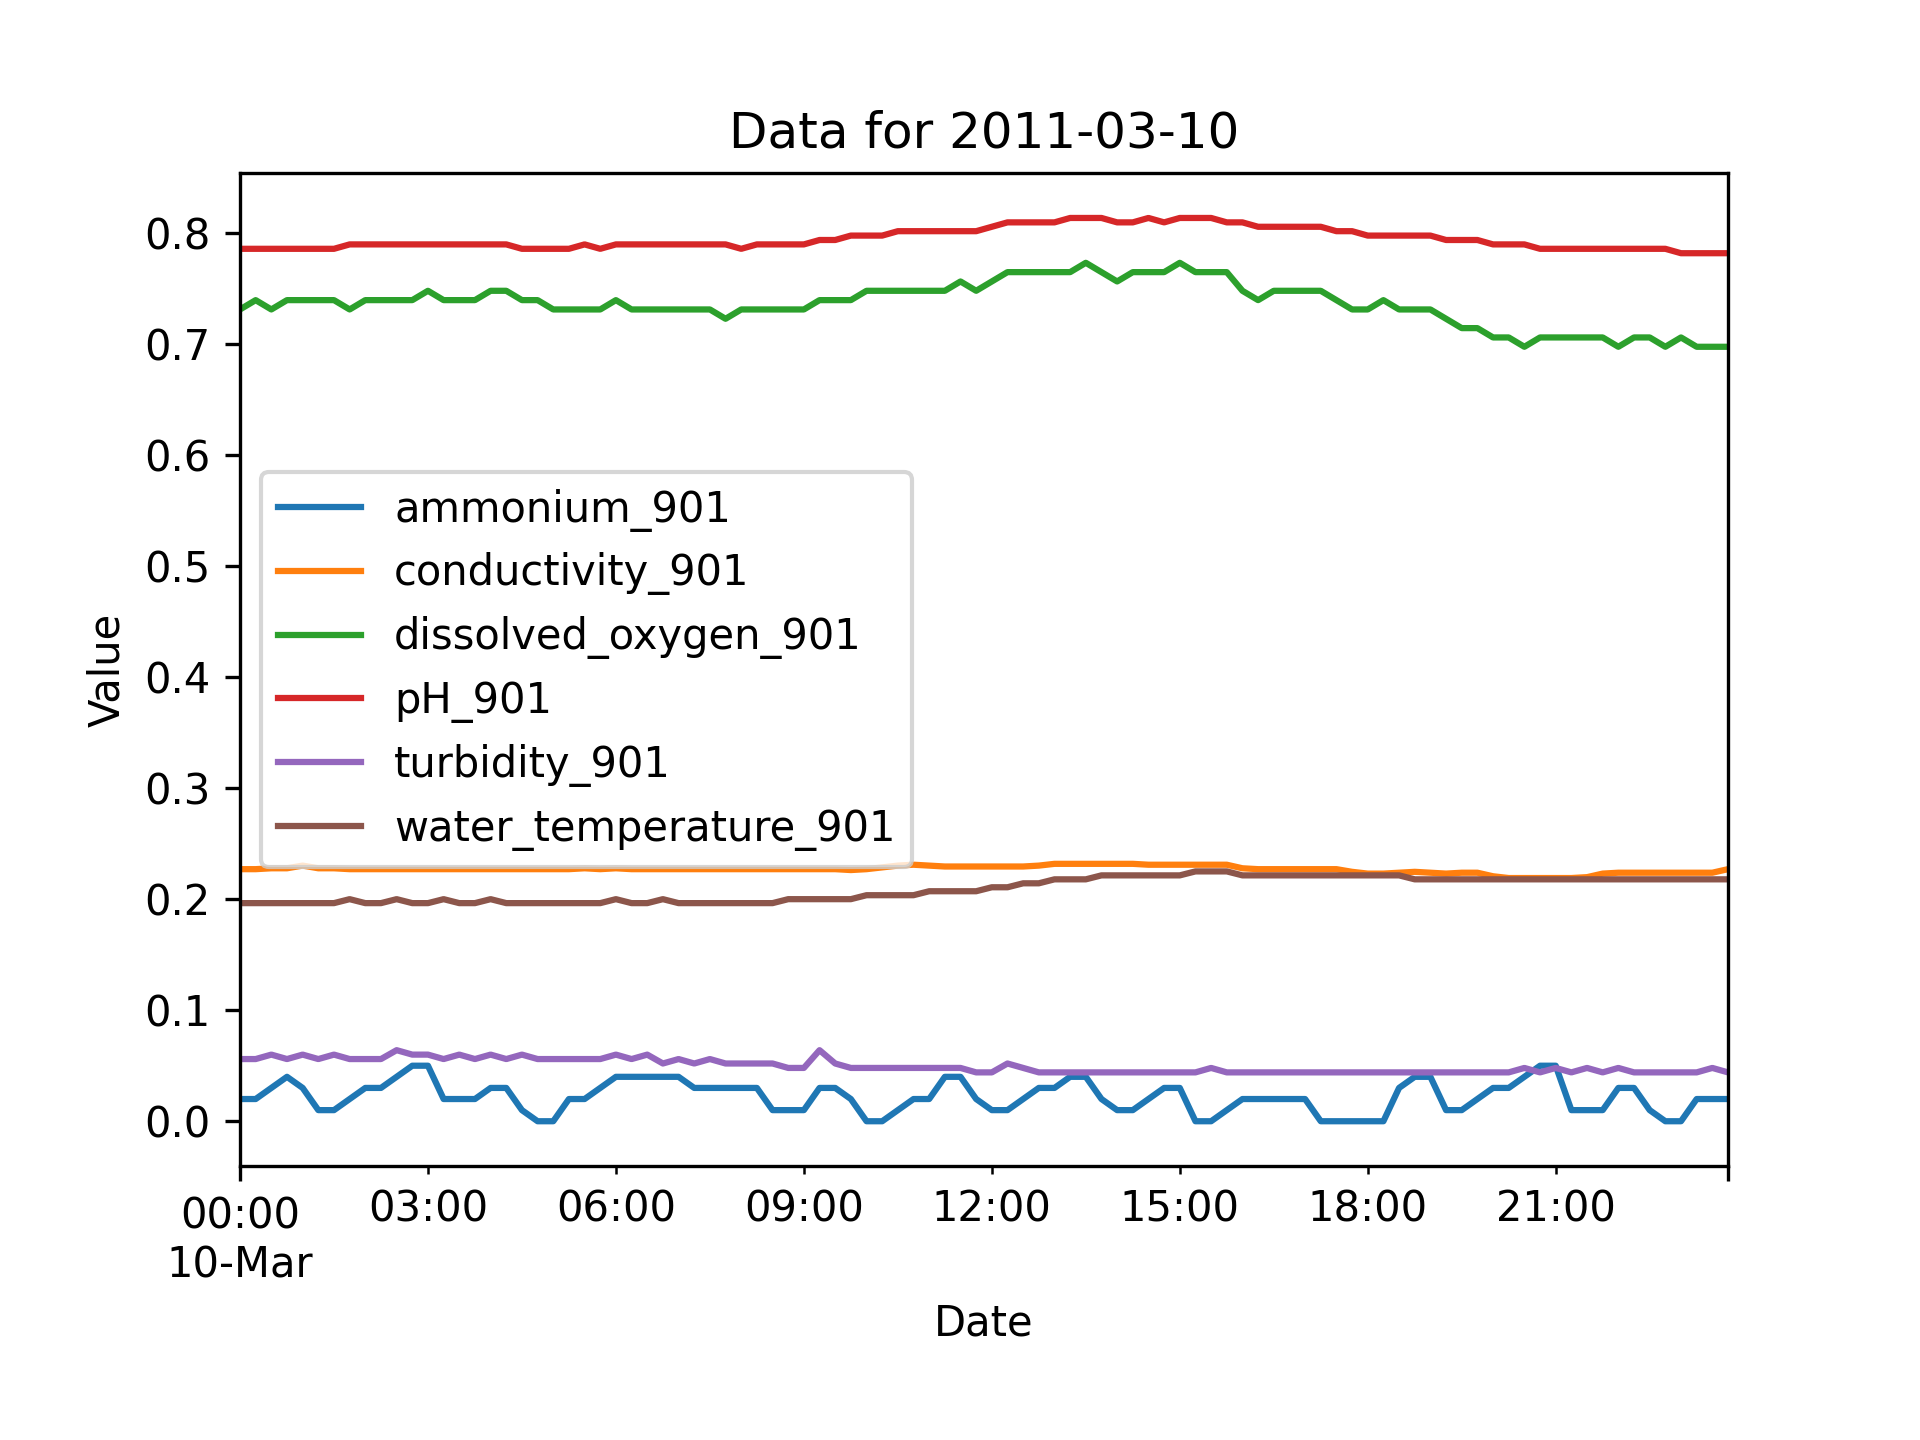 Data for 2011-03-10
Value
0.8
0.7
0.6
0.5
0.4
0.3
0.2
0.1
0.0
ammonium_901
conductivity_901
dissolved_oxygen_901
pH_901
turbidity_901
water_temperature_901
00:00 03:00 06:00 09:00 12:00 15:00 18:00 21:00
10-Mar
Date